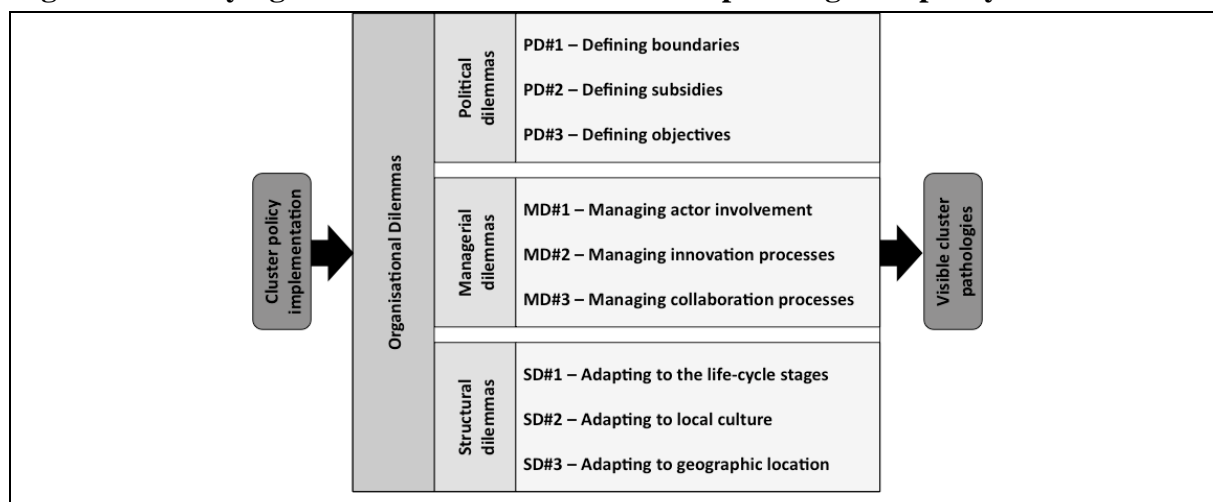 Cluster policy
implementation
Organisational Dilemmas
Political
dilemmas
PD#1 – Defining boundaries
PD#2 – Defining subsidies
PD#3 – Defining objectives
Managerial
dilemmas
MD#1 – Managing actor involvement
MD#2 – Managing innovation processes
MD#3 – Managing collaboration processes
Structural
dilemmas
SD#1 – Adapting to the life-cycle stages
SD#2 – Adapting to local culture
SD#3 – Adapting to geographic location
Visible cluster
pathologies